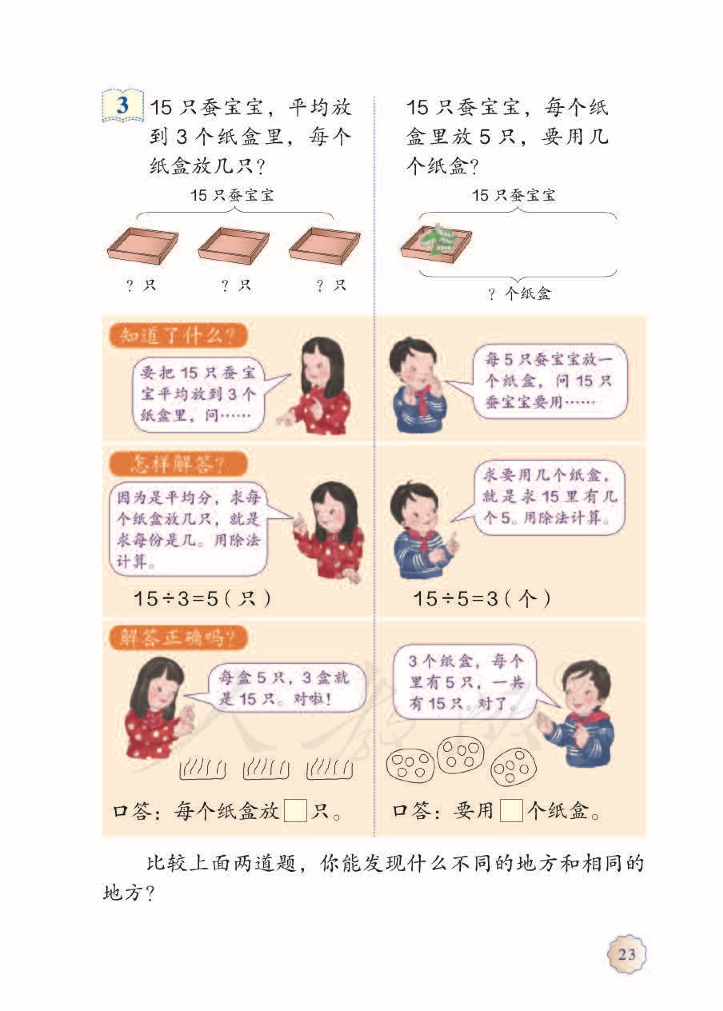 3
15 只蚕宝宝，平均放
到 3 个纸盒里，每个
纸盒放几只？
15 只蚕宝宝
? 只
? 只
? 只
15 只蚕宝宝，每个纸
盒里放 5 只，要用几
个纸盒？
15 只蚕宝宝
? 个纸盒
知道了什么？
要把 15 只蚕宝
宝平均放到 3 个
纸盒里，问……
每 5 只蚕宝宝放一
个纸盒，问 15 只
蚕宝宝要用……
怎样解答？
因为是平均分，求每
个纸盒放几只，就是
求每份是几。用除法
计算。
15÷3=5（只）
求要用几个纸盒，
就是求 15 里有几
个5。用除法计算。
15÷5=3（个）
解答正确吗？
每盒 5 只，3 盒就
是 15 只。对啦！
口答：每个纸盒放 只。
3 个纸盒，每个
里有 5 只，一共
有 15 只。对了。
口答：要用 个纸盒。
比较上面两道题，你能发现什么不同的地方和相同的
地方？
23